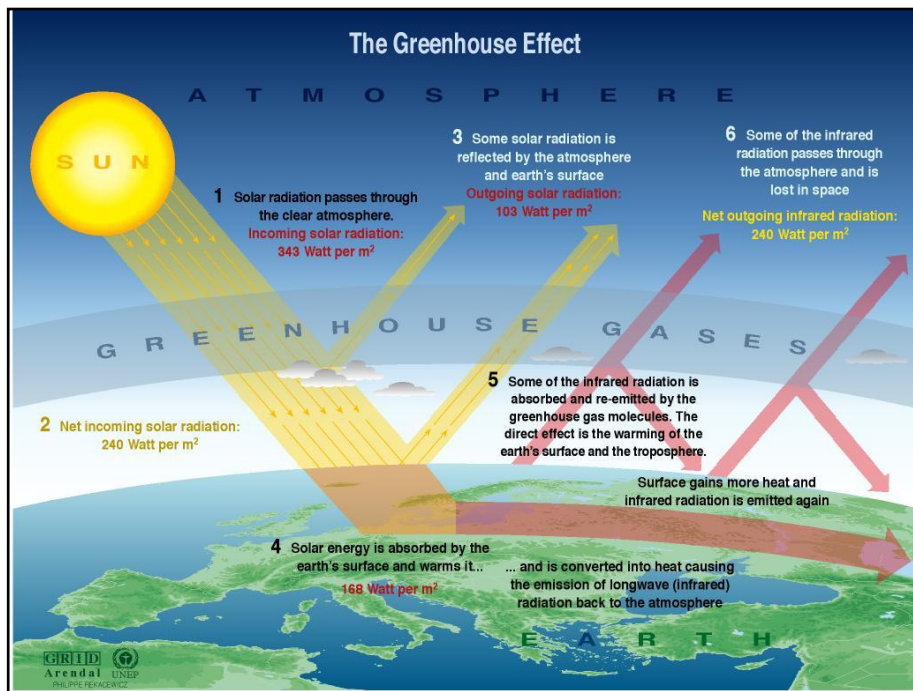 The Greenhouse Effect
A T M O S P H E R E
S U N
1 Solar radiation passes through
the clear atmosphere.
Incoming solar radiation:
343 Watt per m²
2 Net incoming solar radiation:
240 Watt per m²
3 Some solar radiation is
reflected by the atmosphere
and earth's surface
Outgoing solar radiation:
103 Watt per m²
6 Some of the infrared
radiation passes through
the atmosphere and is
lost in space
Net outgoing infrared radiation:
240 Watt per m²
G R E E N H O U S E G A S E S
5 Some of the infrared radiation is
absorbed and re-emitted by the
greenhouse gas molecules. The
direct effect is the warming of the
earth's surface and the troposphere.
Surface gains more heat and
infrared radiation is emitted again
4 Solar energy is absorbed by the
earth's surface and warms it...
168 Watt per m²
... and is converted into heat causing
the emission of longwave (infrared)
radiation back to the atmosphere
E A R T H
G R I D
Arendal UNEP
PHILIPPE REKACEWICZ